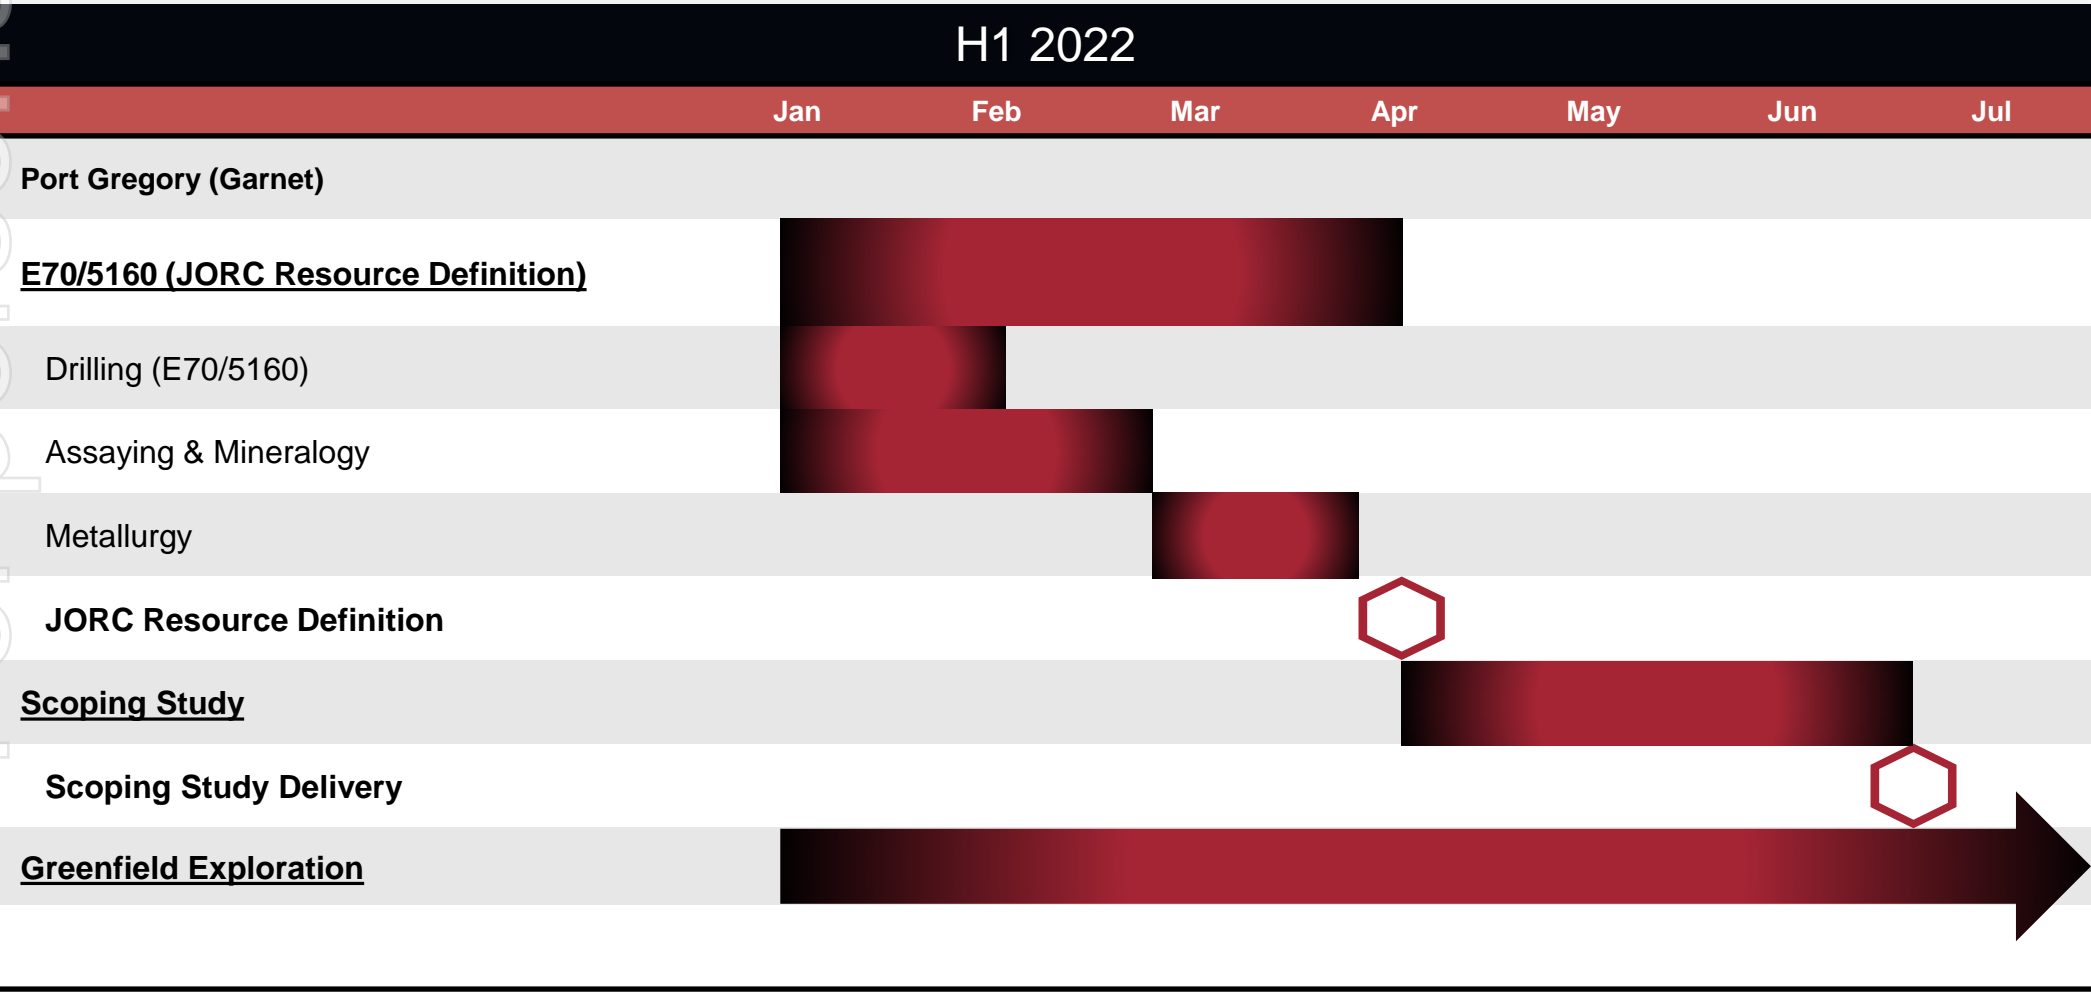 H1 2022
Jan Feb Mar Apr May Jun Jul
Port Gregory (Garnet)
E70/5160 (JORC Resource Definition)
Drilling (E70/5160)
Assaying & Mineralogy
Metallurgy
JORC Resource Definition
Scoping Study
Scoping Study Delivery
Greenfield Exploration